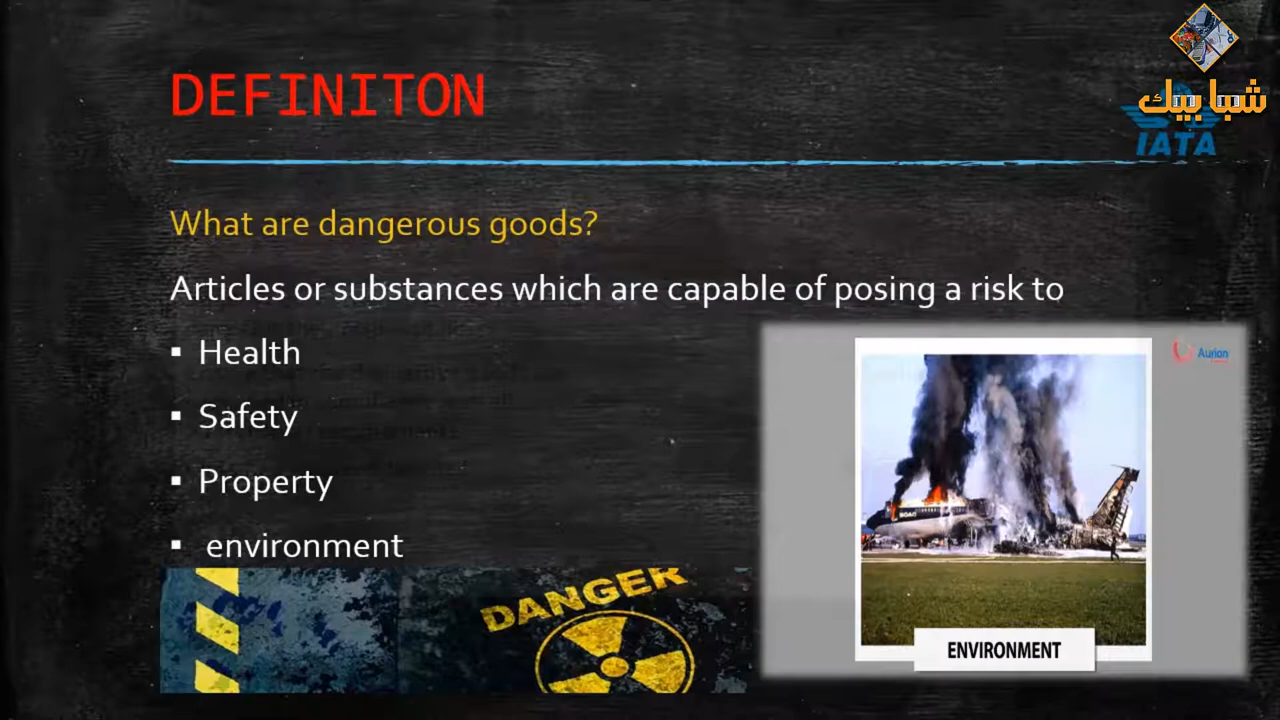 شبابيك
IATA
DEFINITON
What are dangerous goods?
Articles or substances which are capable of posing a risk to
▪ Health
▪ Safety
▪ Property
▪ environment
Aurion
BOAC
DANGER
ENVIRONMENT